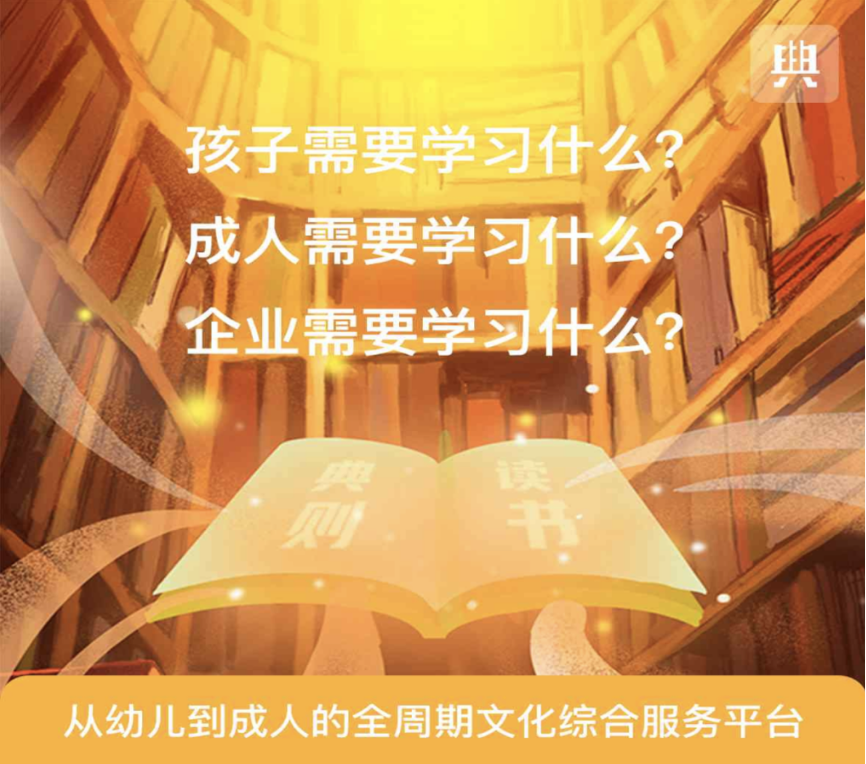 典
孩子需要学习什么？
成人需要学习什么？
企业需要学习什么？
典则
读书
从幼儿到成人的全周期文化综合服务平台